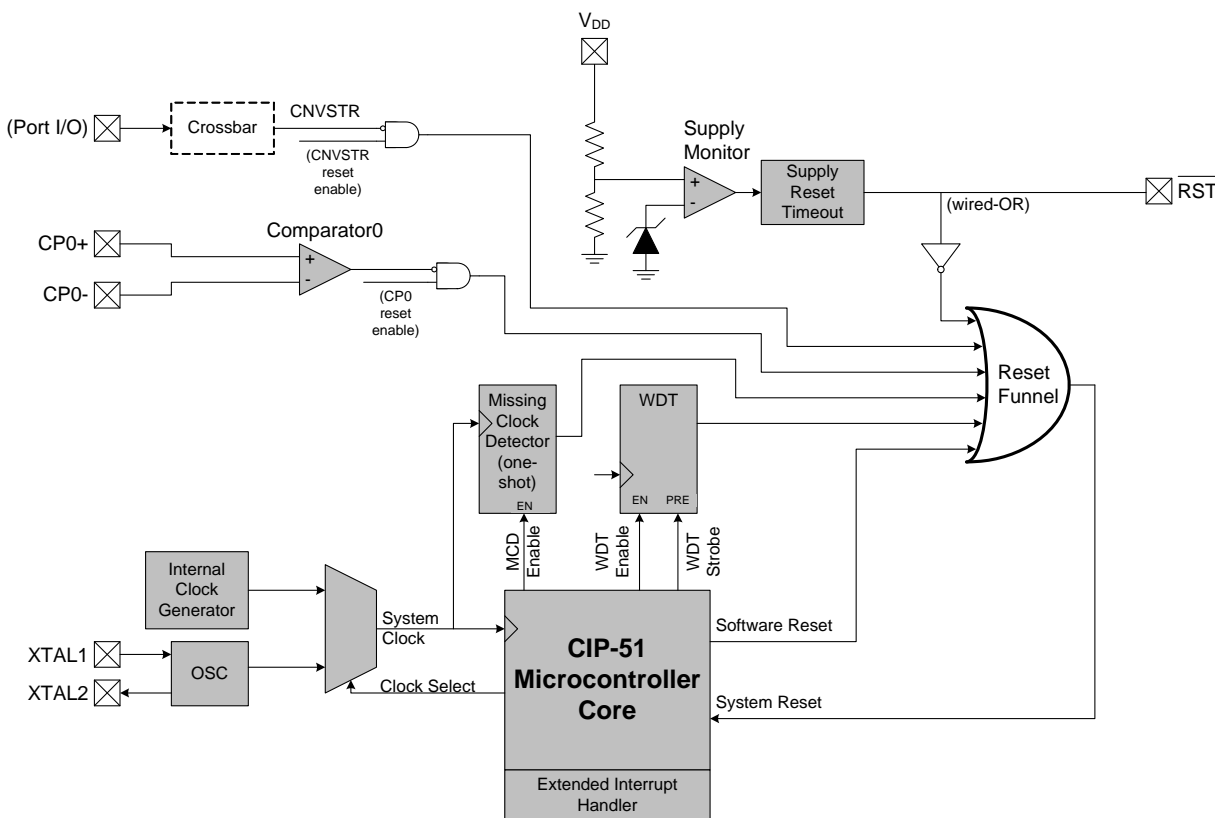 V_DD
(Port I/O)
Crossbar
CNVSTR
(CNVSTR
reset
enable)
Supply
Monitor
+
-
Supply
Reset
Timeout
(wired-OR)
R̅S̅T̅
CP0+
CP0-
Comparator0
+
-
(CP0
reset
enable)
Reset
Funnel
Missing
Clock
Detector
(one-
shot)
EN
WDT
EN
PRE
MCD
Enable
WDT
Enable
WDT
Strobe
Internal
Clock
Generator
System
Clock
XTAL1
XTAL2
OSC
Clock Select
CIP-51
Microcontroller
Core
Software Reset
System Reset
Extended Interrupt
Handler